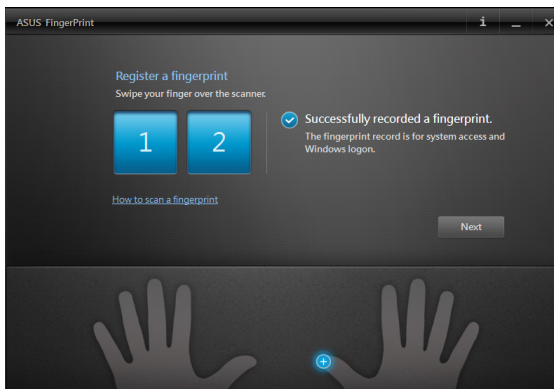 ASUS FingerPrint
Register a fingerprint
Swipe your finger over the scanner.
1 2
Successfully recorded a fingerprint.
The fingerprint record is for system access and
Windows logon.
How to scan a fingerprint
Next